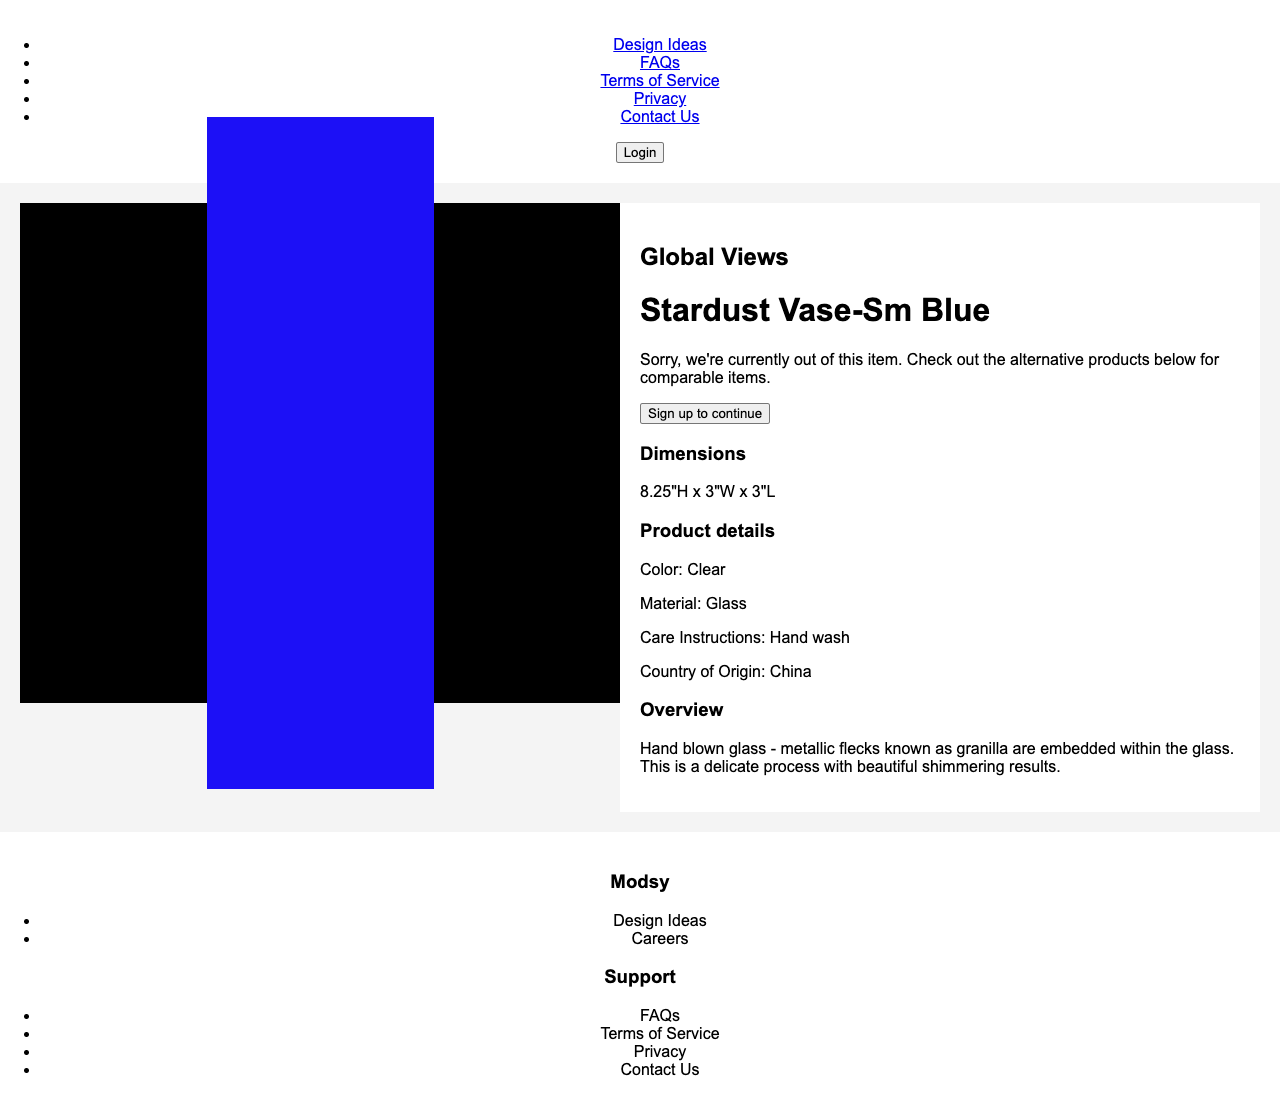 Design Ideas
FAQs
Terms of Service
Privacy
Contact Us
Login
Global Views
Stardust Vase-Sm Blue
Sorry, we're currently out of this item. Check out the alternative products below for
comparable items.
Sign up to continue
Dimensions
8.25"H x 3"W x 3"L
Product details
Color: Clear
Material: Glass
Care Instructions: Hand wash
Country of Origin: China
Overview
Hand blown glass - metallic flecks known as granilla are embedded within the glass.
This is a delicate process with beautiful shimmering results.
Modsy
Design Ideas
Careers
Support
FAQs
Terms of Service
Privacy
Contact Us